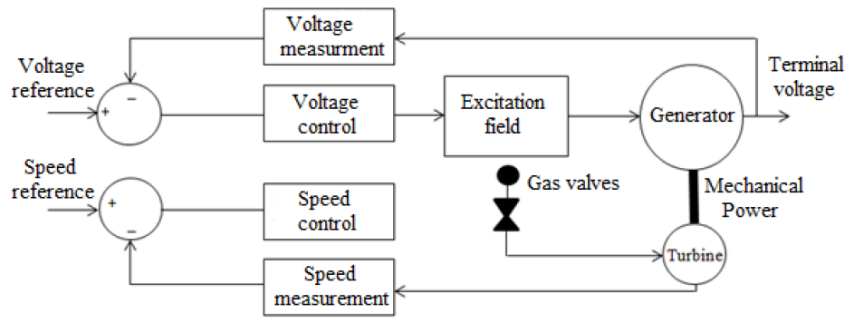 Voltage
measurment
Voltage
reference
+
−
Voltage
control
Excitation
field
Generator
Terminal
voltage
Speed
reference
+
−
Speed
control
Gas valves
Mechanical
Power
Turbine
Speed
measurement